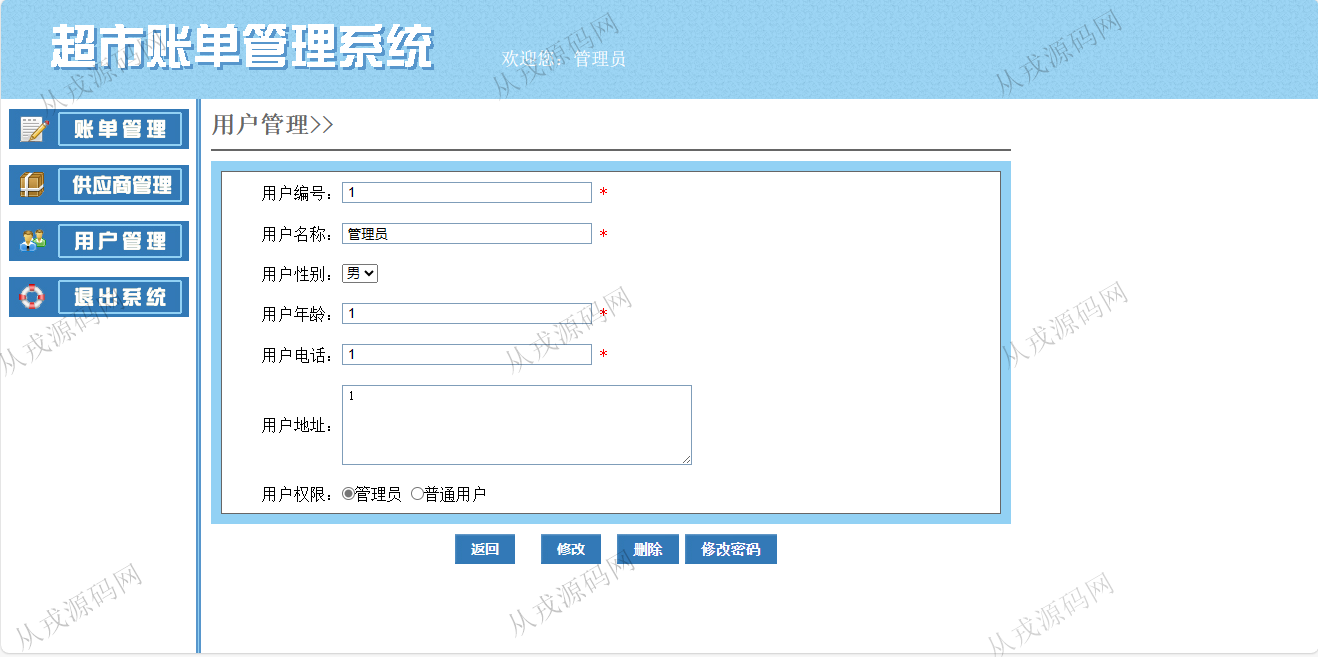 超市账单管理系统
欢迎您：管理员
账单管理
供应商管理
用户管理
退出系统
用户管理>>
用户编号： 1 *
用户名称： 管理员 *
用户性别： 男
用户年龄： 1 *
用户电话： 1 *
用户地址： 1
用户权限： 管理员 普通用户
返回 修改 删除 修改密码
从戎源码网
从戎源码网
从戎源码网
从戎源码网
从戎源码网
从戎源码网
从戎源码网
从戎源码网
从戎源码网